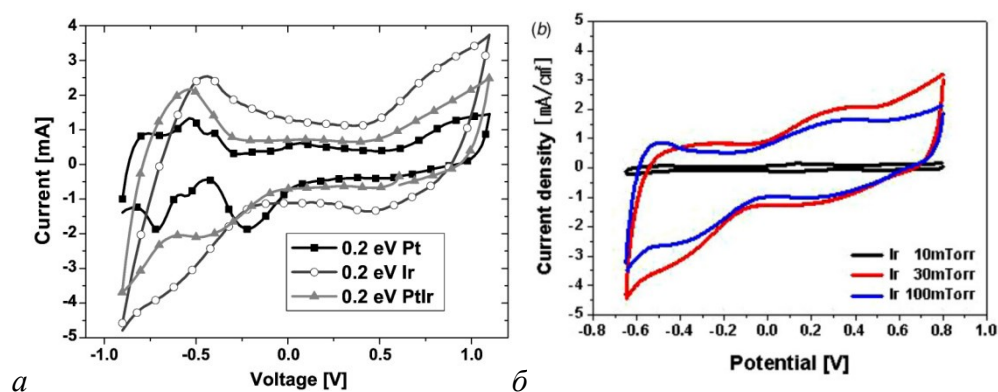 4
3
2
1
0
-1
-2
-3
-4
-5
Current [mA]
-1.0 -0.5 0.0 0.5 1.0
Voltage [V]
0.2 eV Pt
0.2 eV Ir
0.2 eV PtIr
а
(b)
5
4
3
2
1
0
-1
-2
-3
-4
-5
Current density [mA/㎠]
-0.8 -0.6 -0.4 -0.2 0.0 0.2 0.4 0.6 0.8 1.0
Potential [V]
Ir 10mTorr
Ir 30mTorr
Ir 100mTorr
б